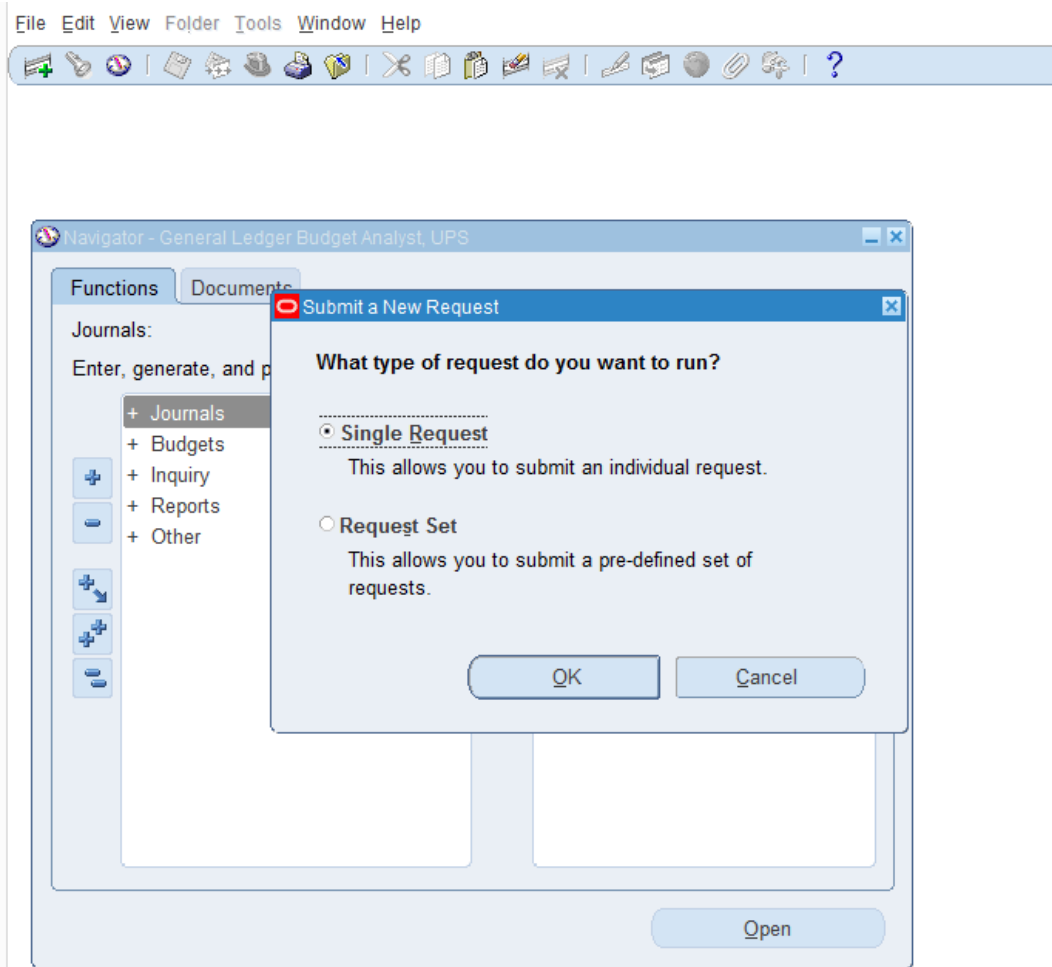 File Edit View Folder Tools Window Help
?
Navigator - General Ledger Budget Analyst, UPS
Functions Documents
Submit a New Request
Journals:
Enter, generate, and p
What type of request do you want to run?
+ Journals
+ Budgets
+ Inquiry
+ Reports
+ Other
Single Request
This allows you to submit an individual request.
Request Set
This allows you to submit a pre-defined set of
requests.
OK Cancel
Open